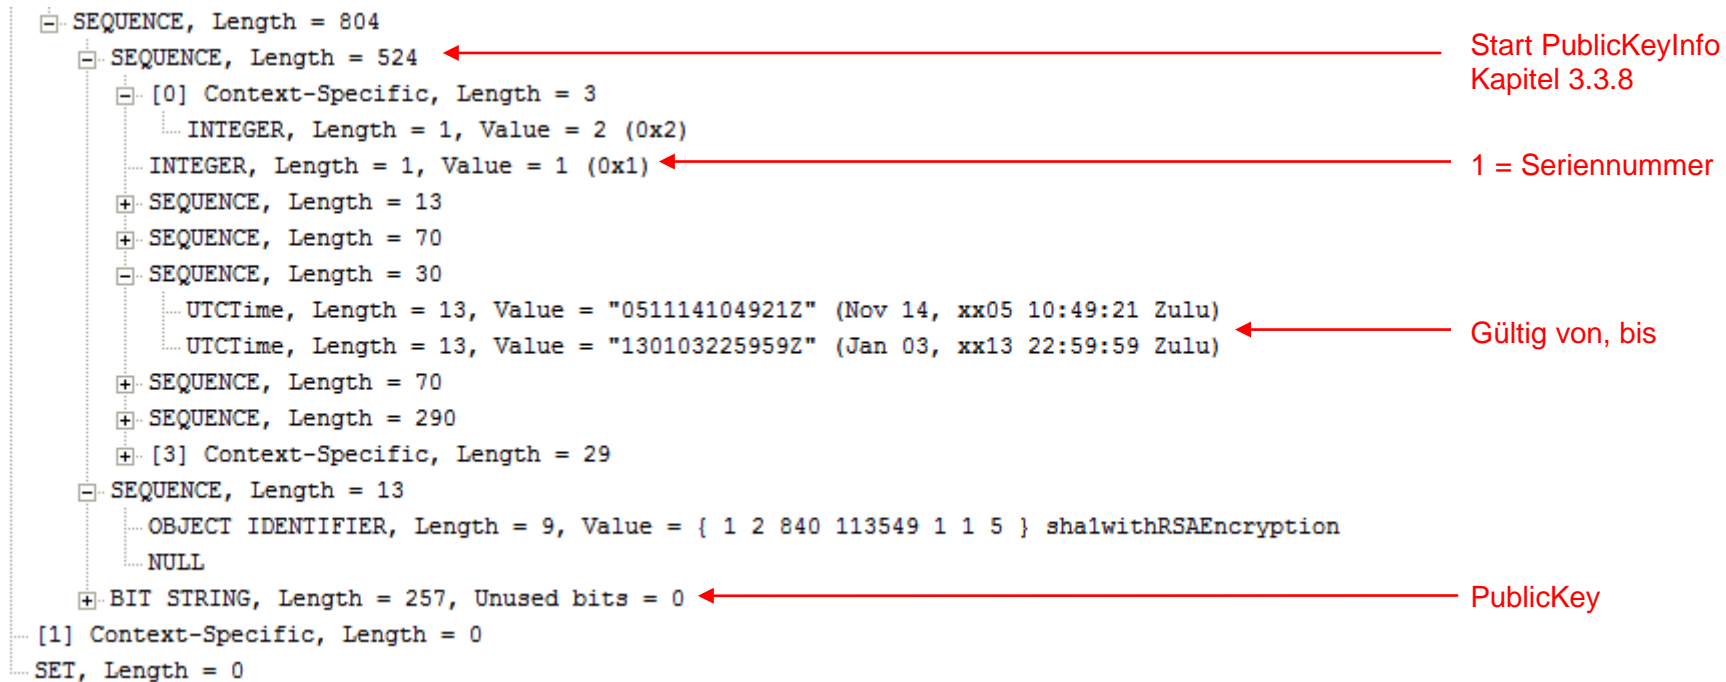 SEQUENCE, Length = 804
SEQUENCE, Length = 524
Start PublicKeyInfo
Kapitel 3.3.8
[0] Context-Specific, Length = 3
INTEGER, Length = 1, Value = 2 (0x2)
INTEGER, Length = 1, Value = 1 (0x1)
1 = Seriennummer
SEQUENCE, Length = 13
SEQUENCE, Length = 70
SEQUENCE, Length = 30
UTCTime, Length = 13, Value = "051114104921Z" (Nov 14, xx05 10:49:21 Zulu)
UTCTime, Length = 13, Value = "130103225959Z" (Jan 03, xx13 22:59:59 Zulu)
Gültig von, bis
SEQUENCE, Length = 70
SEQUENCE, Length = 290
[3] Context-Specific, Length = 29
SEQUENCE, Length = 13
OBJECT IDENTIFIER, Length = 9, Value = { 1 2 840 113549 1 1 5 } sha1withRSAEncryption
NULL
BIT STRING, Length = 257, Unused bits = 0
PublicKey
[1] Context-Specific, Length = 0
SET, Length = 0